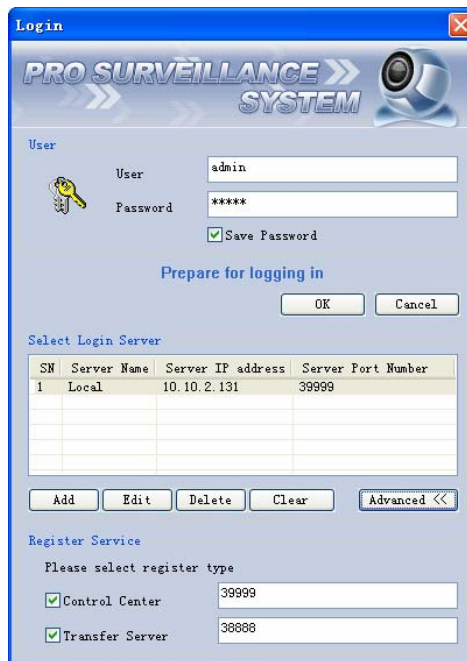 Login
PRO SURVEILLANCE
SYSTEM
User
User admin
Password *****
Save Password
Prepare for logging in
OK Cancel
Select Login Server
SN Server Name Server IP address Server Port Number
1 Local 10.10.2.131 39999
Add Edit Delete Clear Advanced <<
Register Service
Please select register type
Control Center 39999
Transfer Server 38888